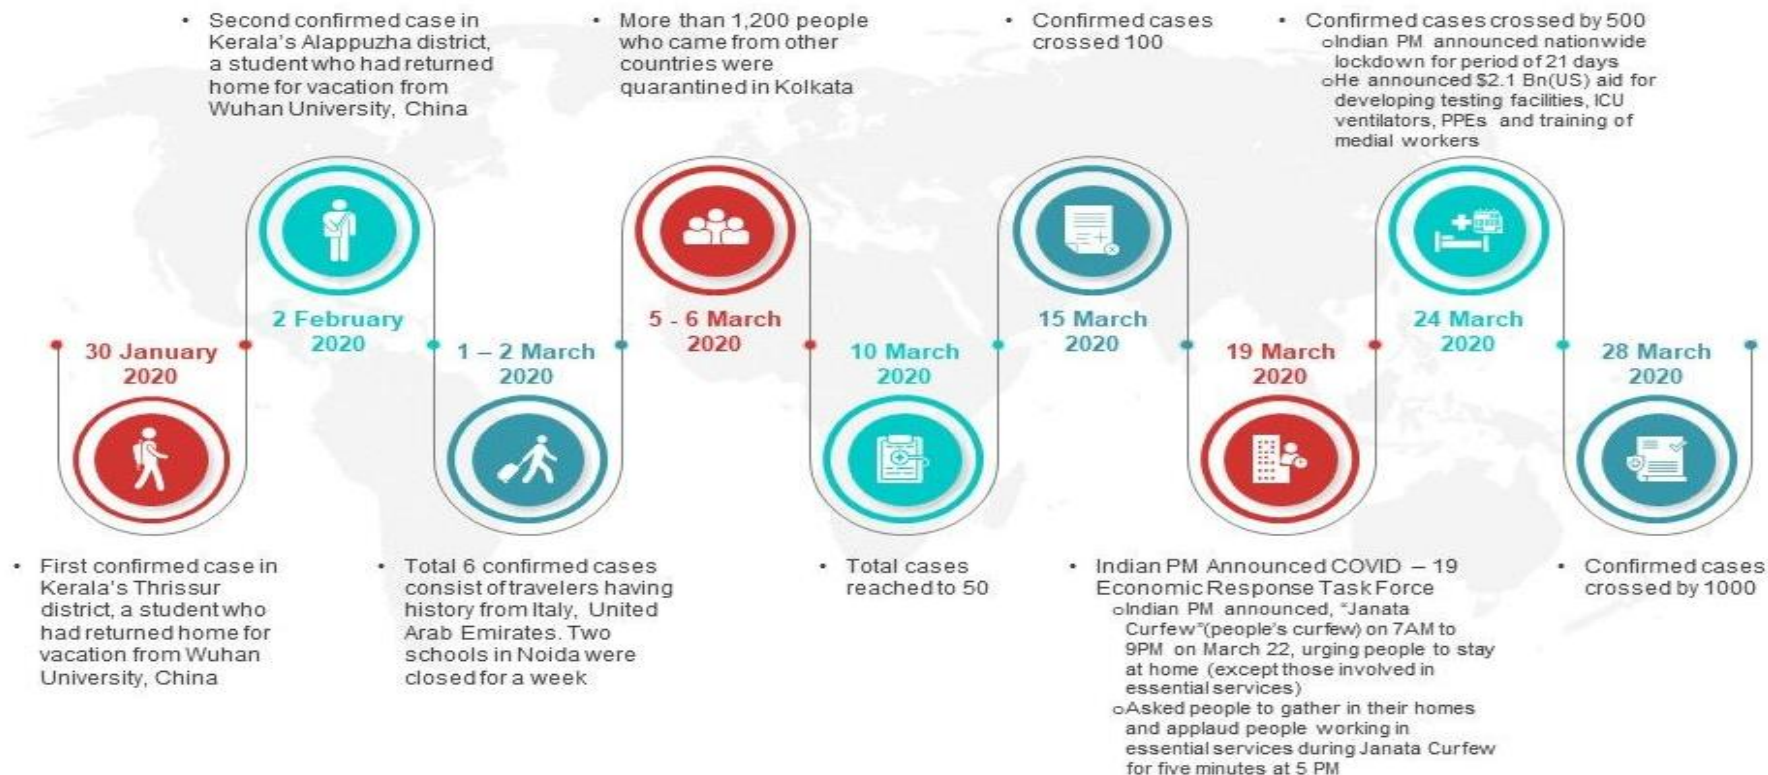 • Second confirmed case in
Kerala's Alappuzha district,
a student who had returned
home for vacation from
Wuhan University, China
• More than 1,200 people
who came from other
countries were
quarantined in Kolkata
• Confirmed cases
crossed 100
• Confirmed cases crossed by 500
oIndian PM announced nationwide
lockdown for period of 21 days
oHe announced $2.1 Bn(US) aid for
developing testing facilities, ICU
ventilators, PPEs and training of
medial workers
30 January
2020
2 February
2020
1 – 2 March
2020
5 - 6 March
2020
10 March
2020
15 March
2020
19 March
2020
24 March
2020
28 March
2020
• First confirmed case in
Kerala's Thrissur
district, a student who
had returned home for
vacation from Wuhan
University, China
• Total 6 confirmed cases
consist of travelers having
history from Italy, United
Arab Emirates. Two
schools in Noida were
closed for a week
• Total cases
reached to 50
• Indian PM Announced COVID – 19
Economic Response Task Force
oIndian PM announced, "Janata
Curfew"(people's curfew) on 7AM to
9PM on March 22, urging people to stay
at home (except those involved in
essential services)
oAsked people to gather in their homes
and applaud people working in
essential services during Janata Curfew
for five minutes at 5 PM
• Confirmed cases
crossed by 1000